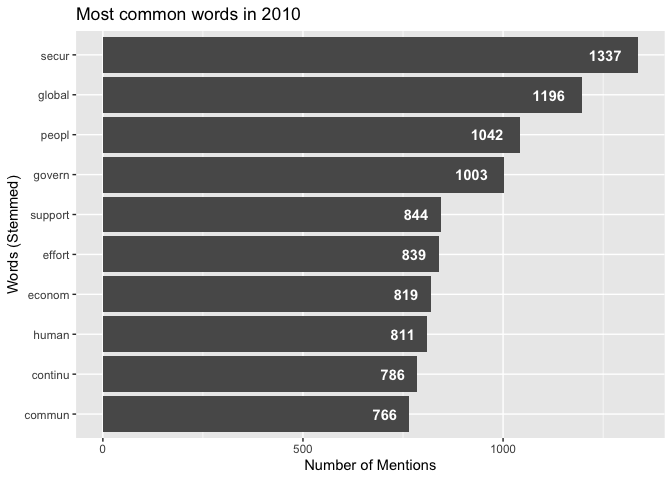 Most common words in 2010
secur 1337
global 1196
peopl 1042
govern 1003
support 844
effort 839
econom 819
human 811
continu 786
commun 766
0 500 1000
Number of Mentions
Words (Stemmed)